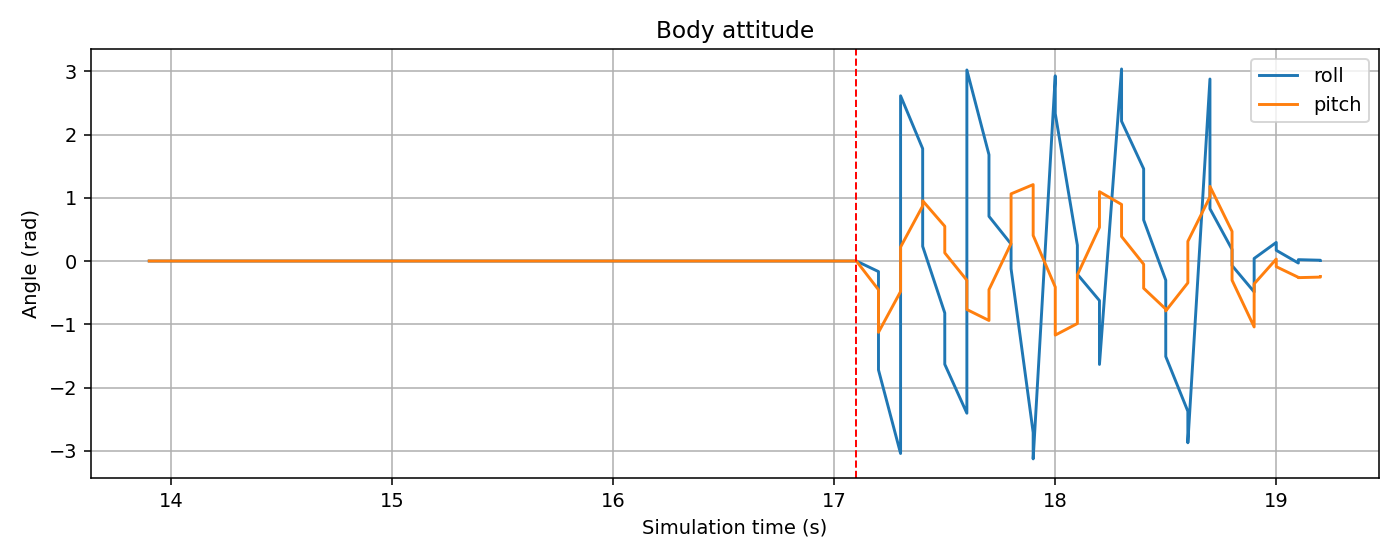 Body attitude
Angle (rad)
3
2
1
0
−1
−2
−3
14 15 16 17 18 19
Simulation time (s)
roll
pitch